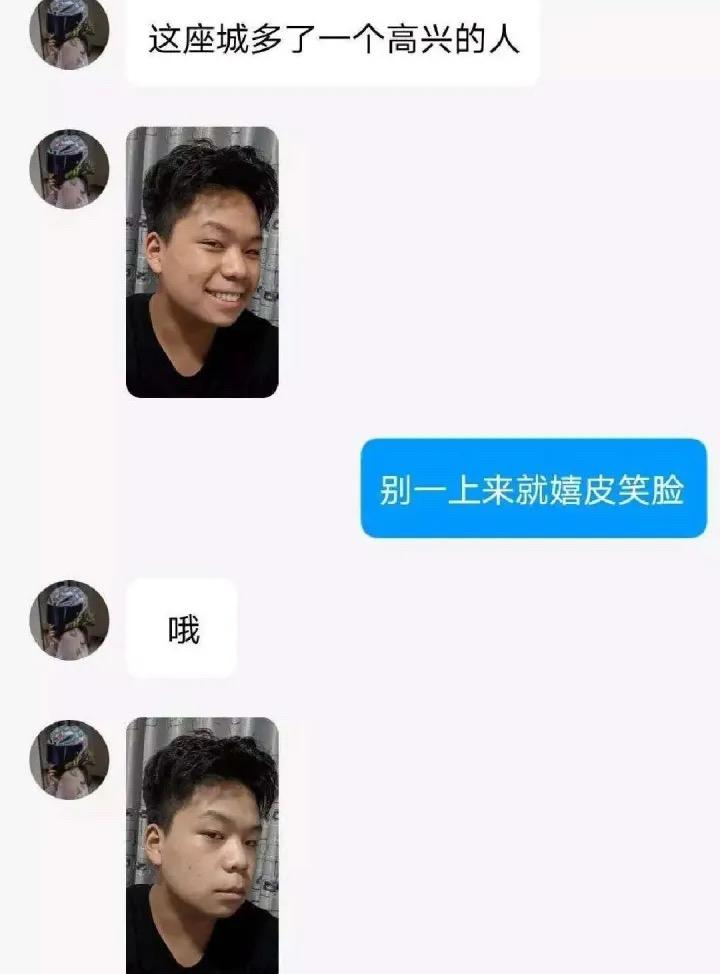 这座城多了一个高兴的人
别一上来就嬉皮笑脸
哦